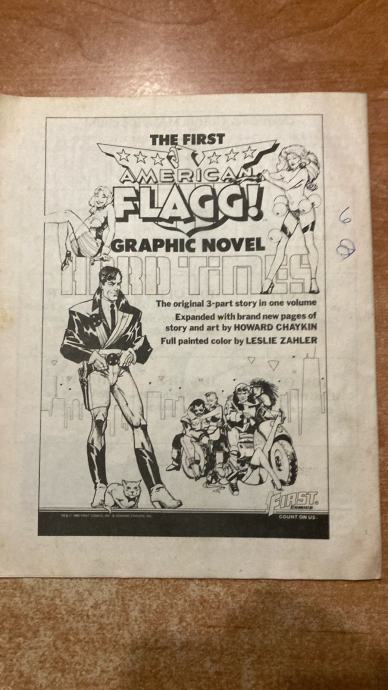 THE FIRST
AMERICAN
FLAGG!
GRAPHIC NOVEL
HARD TIMES
The original 3-part story in one volume
Expanded with brand new pages of
story and art by HOWARD CHAYKIN
Full painted color by LESLIE ZAHLER
FIRST
COMICS
COUNT ON US.
6